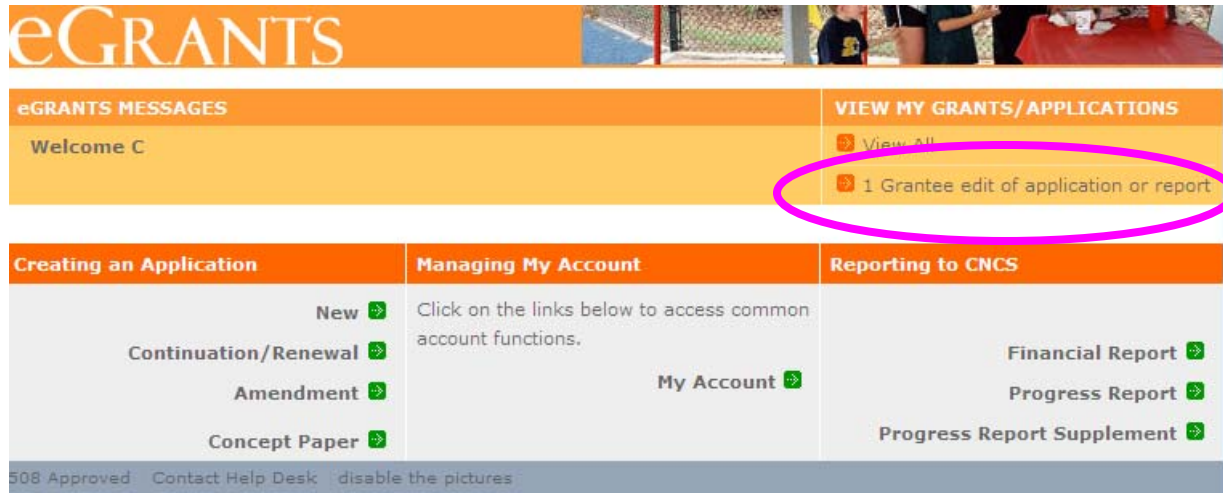 eGRANTS
eGRANTS MESSAGES
VIEW MY GRANTS/APPLICATIONS
Welcome C
View All
1 Grantee edit of application or report
Creating an Application
New
Continuation/Renewal
Amendment
Concept Paper
Managing My Account
Click on the links below to access common
account functions.
My Account
Reporting to CNCS
Financial Report
Progress Report
Progress Report Supplement
508 Approved Contact Help Desk disable the pictures